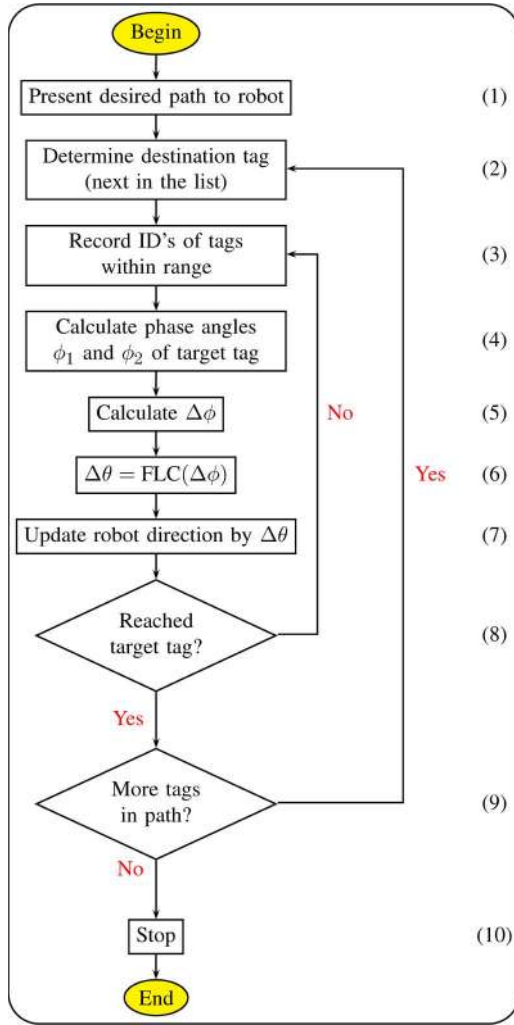 Begin
Present desired path to robot (1)
Determine destination tag
(next in the list)
(2)
Record ID's of tags
within range
(3)
Calculate phase angles
ϕ₁ and ϕ₂ of target tag
(4)
Calculate Δϕ (5)
No
Δθ = FLC(Δϕ) (6)
Yes
Update robot direction by Δθ (7)
Reached
target tag?
(8)
Yes
More tags
in path?
(9)
No
Stop (10)
End